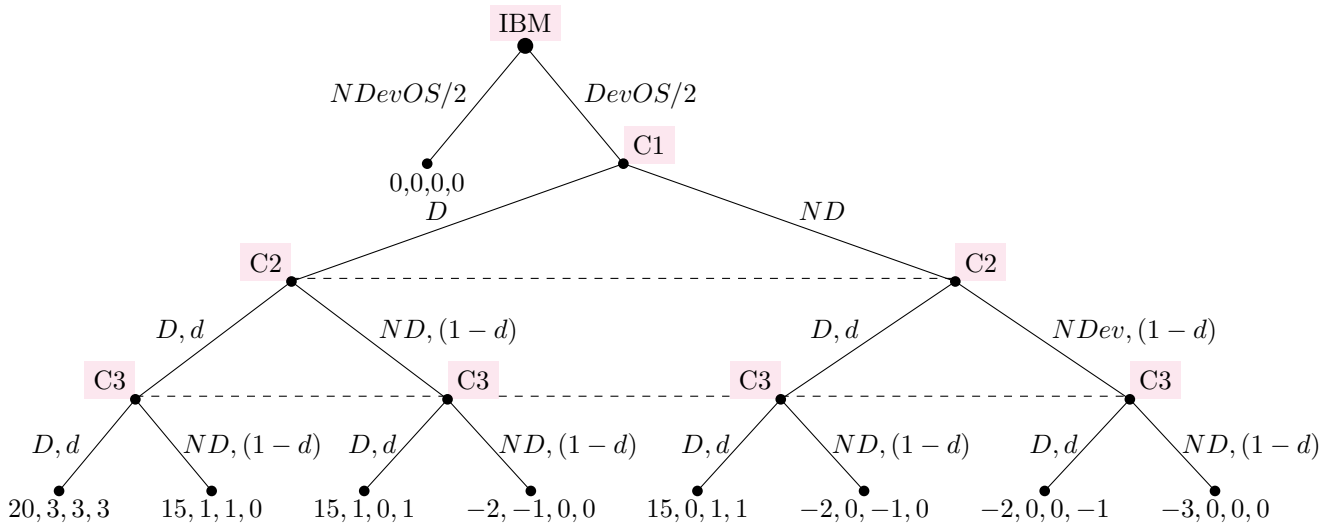 IBM
NDevOS/2 DevOS/2
C1
0,0,0,0
D ND
C2 C2
D, d ND, (1 − d) D, d NDev, (1 − d)
C3 C3 C3 C3
D, d ND, (1 − d) D, d ND, (1 − d) D, d ND, (1 − d) D, d ND, (1 − d)
20, 3, 3, 3 15, 1, 1, 0 15, 1, 0, 1 −2, −1, 0, 0 15, 0, 1, 1 −2, 0, −1, 0 −2, 0, 0, −1 −3, 0, 0, 0